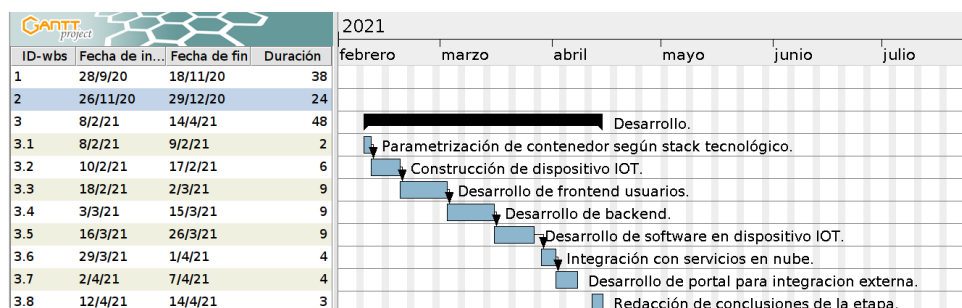 GANTT project
2021
ID-wbs Fecha de in... Fecha de fin Duración febrero marzo abril mayo junio julio
1 28/9/20 18/11/20 38
2 26/11/20 29/12/20 24
3 8/2/21 14/4/21 48 Desarrollo.
3.1 8/2/21 9/2/21 2 Parametrización de contenedor según stack tecnológico.
3.2 10/2/21 17/2/21 6 Construcción de dispositivo IOT.
3.3 18/2/21 2/3/21 9 Desarrollo de frontend usuarios.
3.4 3/3/21 15/3/21 9 Desarrollo de backend.
3.5 16/3/21 26/3/21 9 Desarrollo de software en dispositivo IOT.
3.6 29/3/21 1/4/21 4 Integración con servicios en nube.
3.7 2/4/21 7/4/21 4 Desarrollo de portal para integracion externa.
3.8 12/4/21 14/4/21 3 Redacción de conclusiones de la etapa.